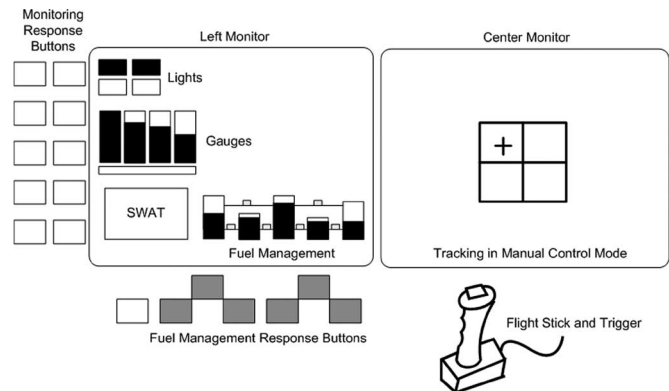 Monitoring
Response
Buttons
Left Monitor
Center Monitor
Lights
Gauges
SWAT
Fuel Management
Tracking in Manual Control Mode
Fuel Management Response Buttons
Flight Stick and Trigger